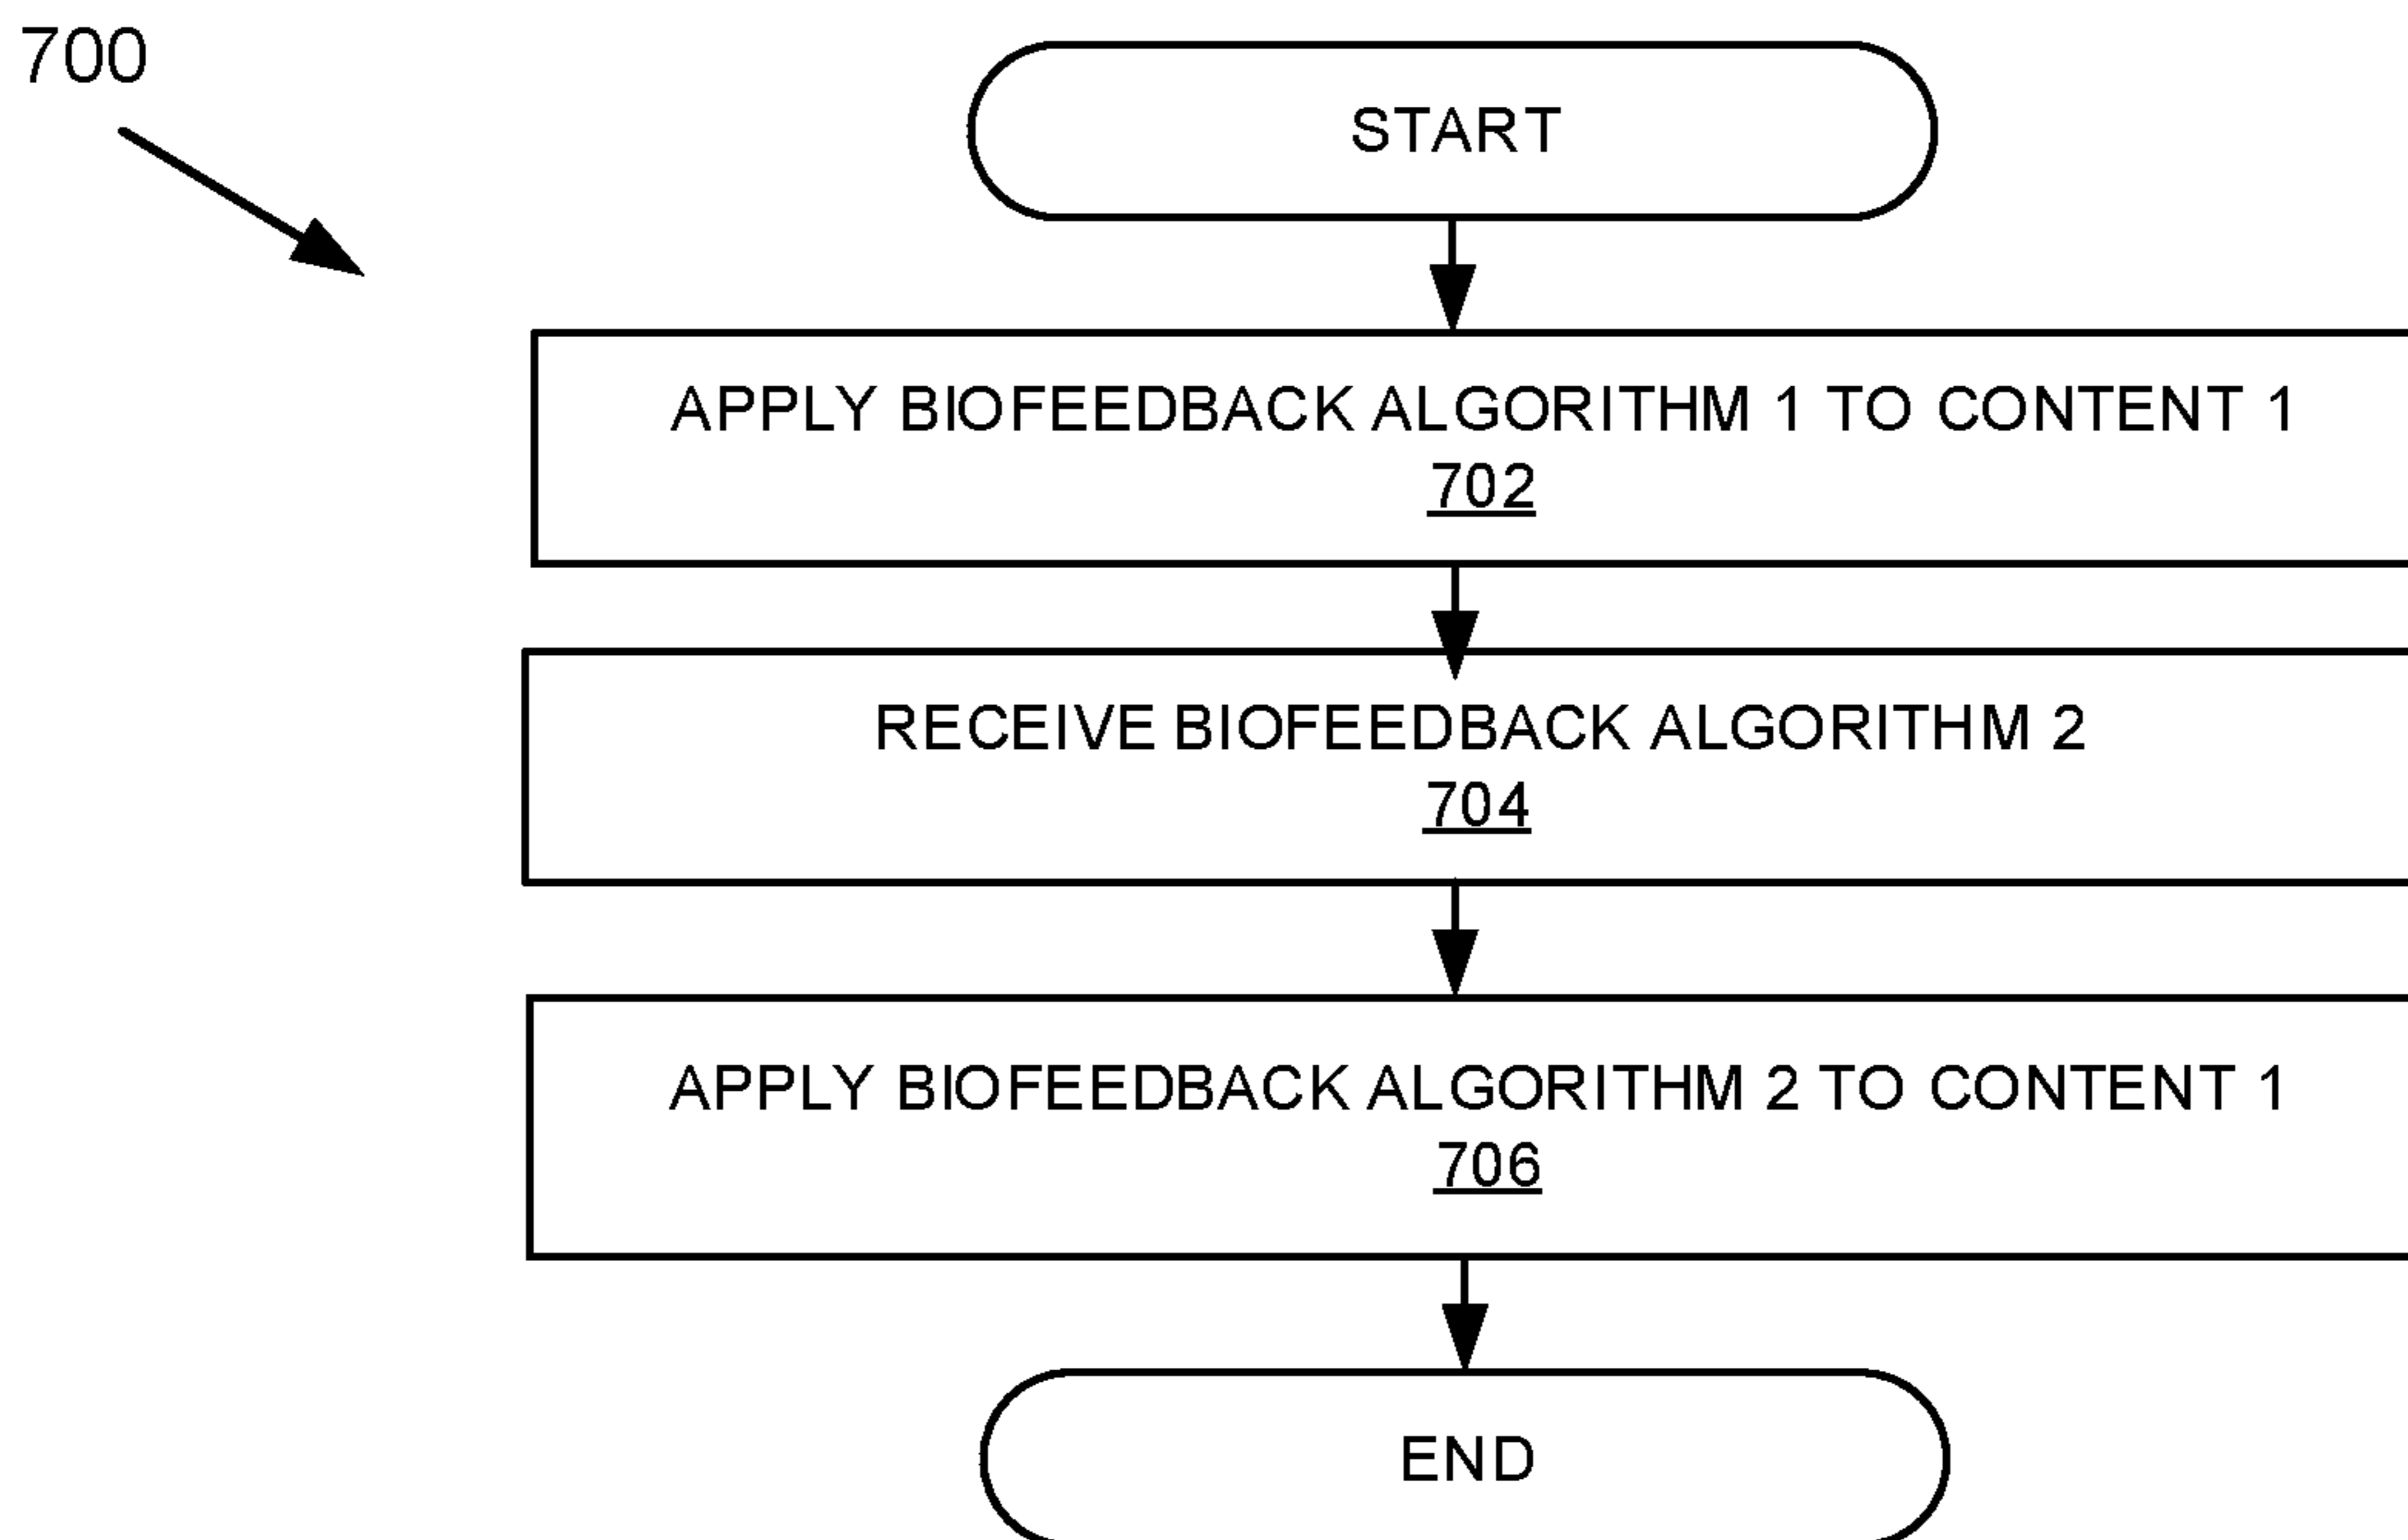 700
START
APPLY BIOFEEDBACK ALGORITHM 1 TO CONTENT 1
702
RECEIVE BIOFEEDBACK ALGORITHM 2
704
APPLY BIOFEEDBACK ALGORITHM 2 TO CONTENT 1
706
END